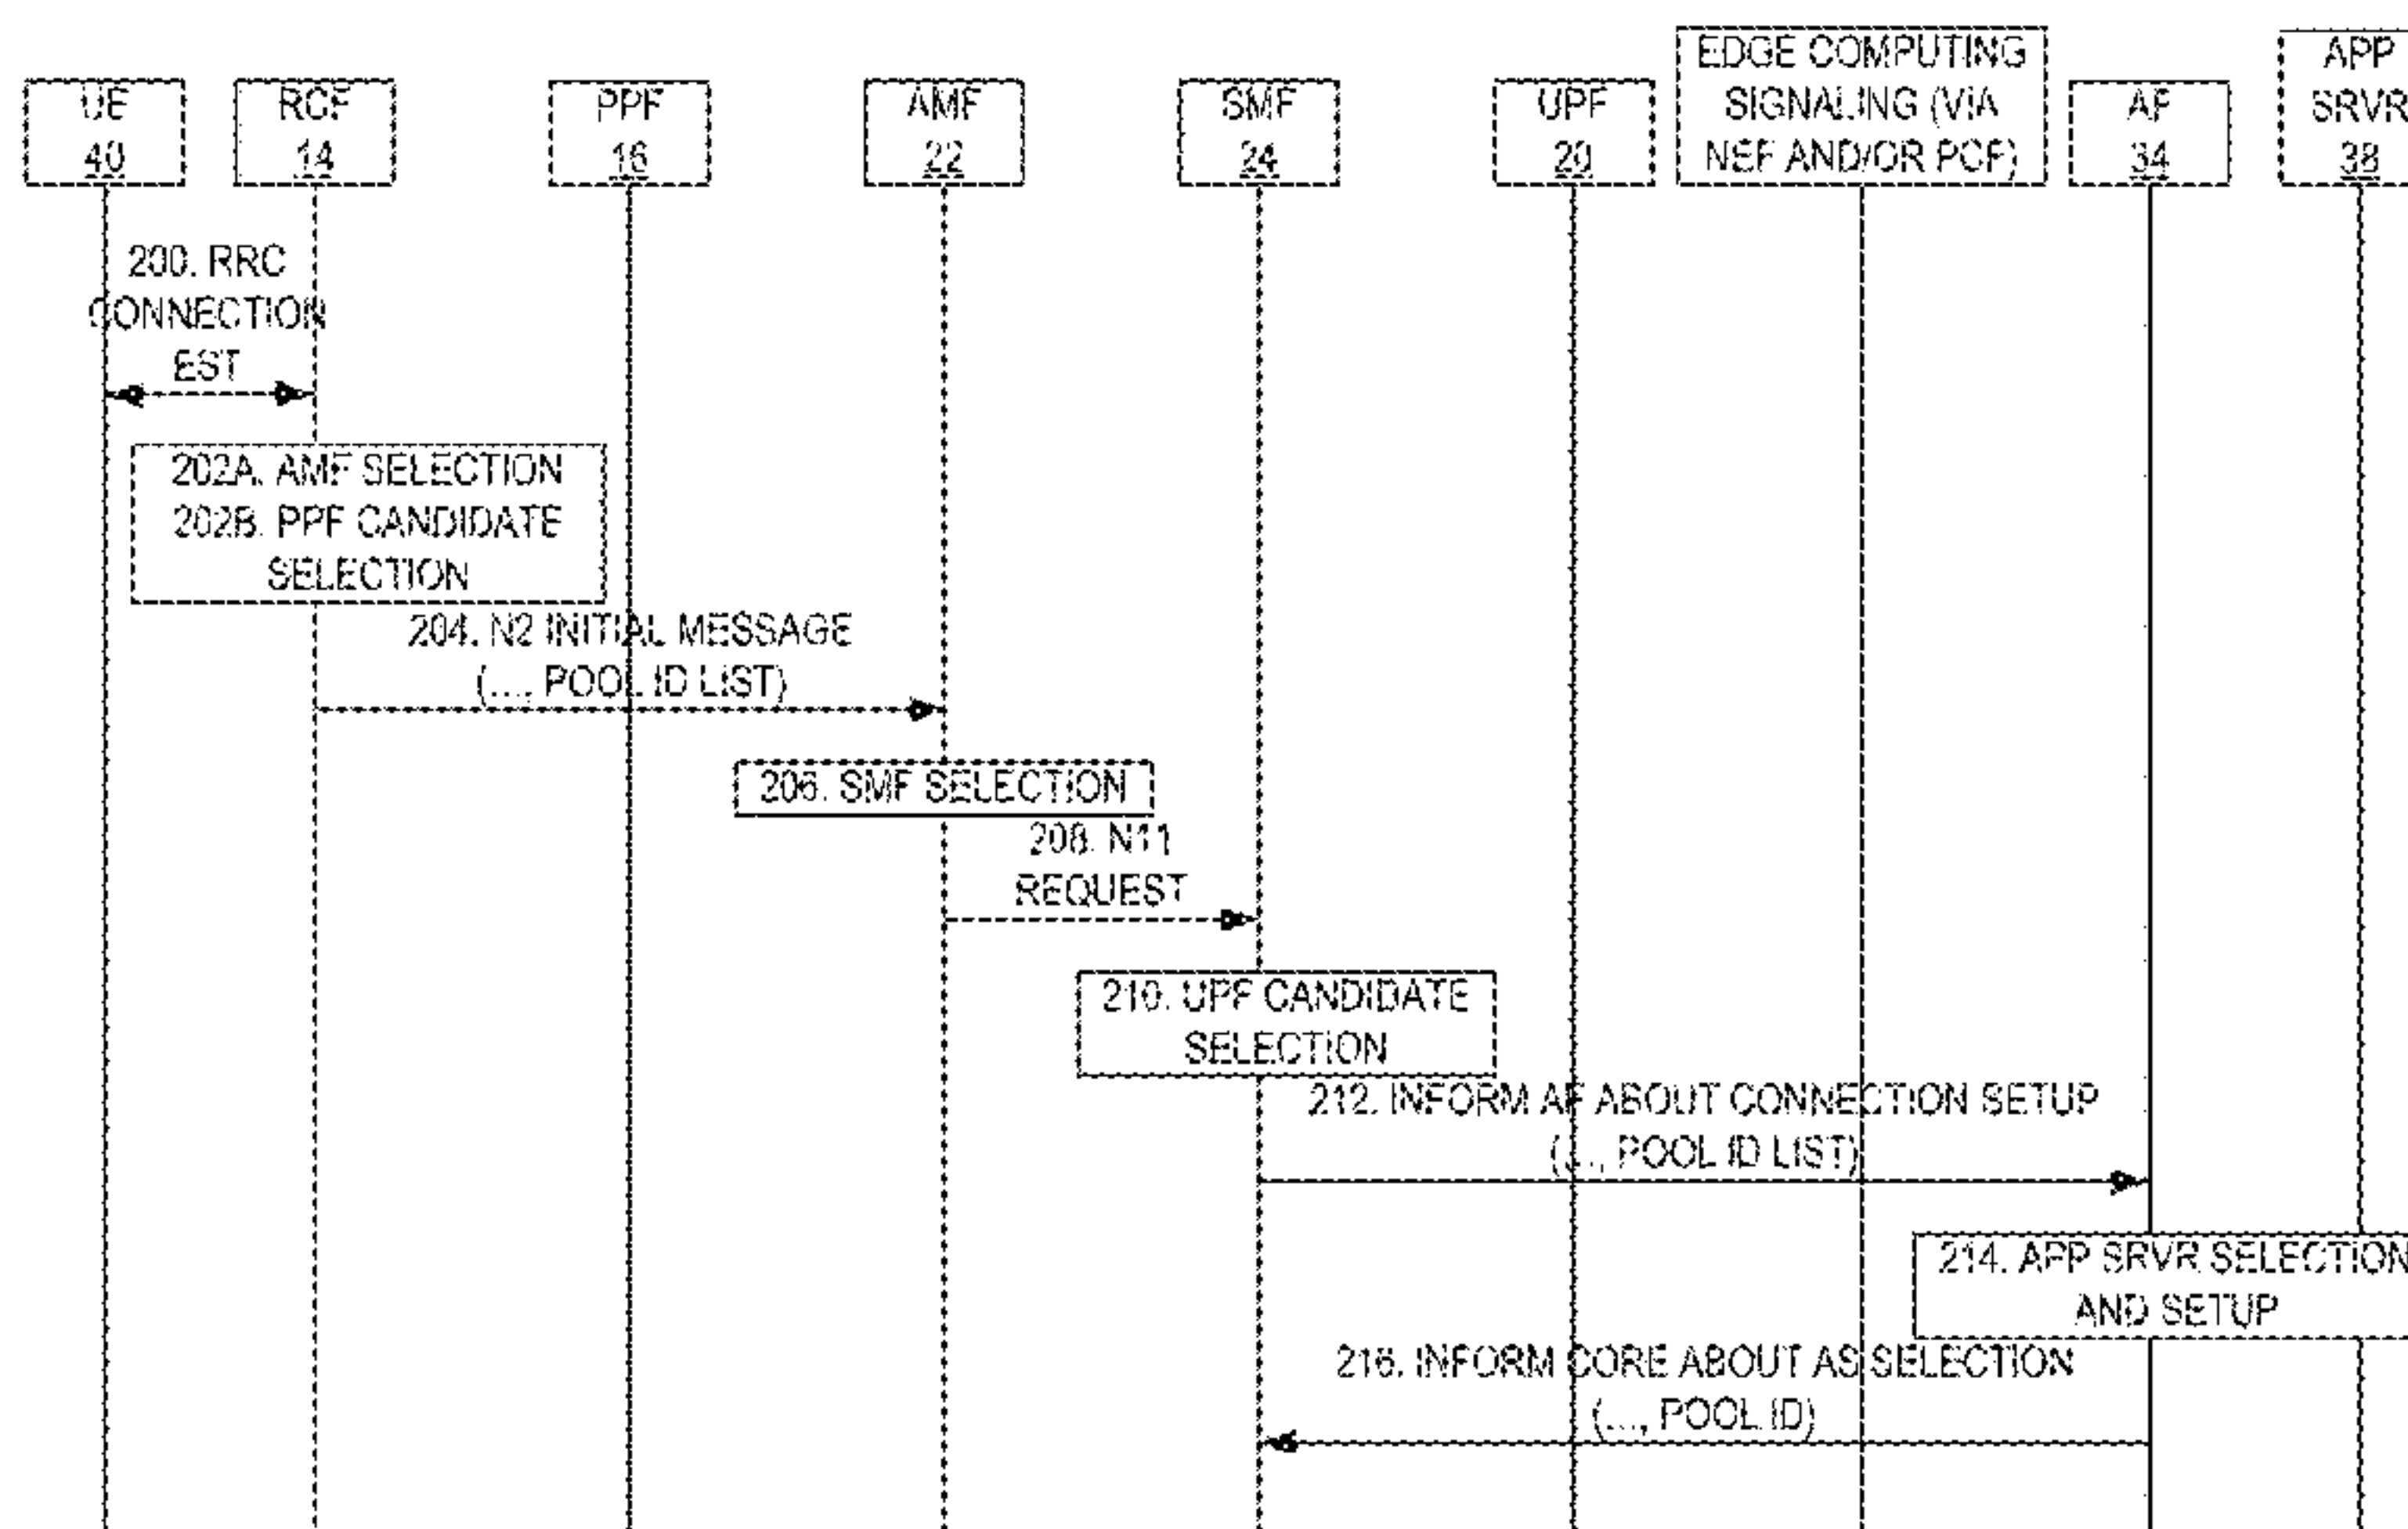 UE
40
RCF
14
PPF
16
AMF
22
SMF
24
UPF
20
EDGE COMPUTING
SIGNALING (VIA
NEF AND/OR PCF)
AF
34
APP
SRVR
38
200. RRC
CONNECTION
EST
202A. AMF SELECTION
202B. PPF CANDIDATE
SELECTION
204. N2 INITIAL MESSAGE
(..., POOL ID LIST)
206. SMF SELECTION
208. N11
REQUEST
210. UPF CANDIDATE
SELECTION
212. INFORM AF ABOUT CONNECTION SETUP
(..., POOL ID LIST)
214. APP SRVR SELECTION
AND SETUP
216. INFORM CORE ABOUT AS SELECTION
(..., POOL ID)